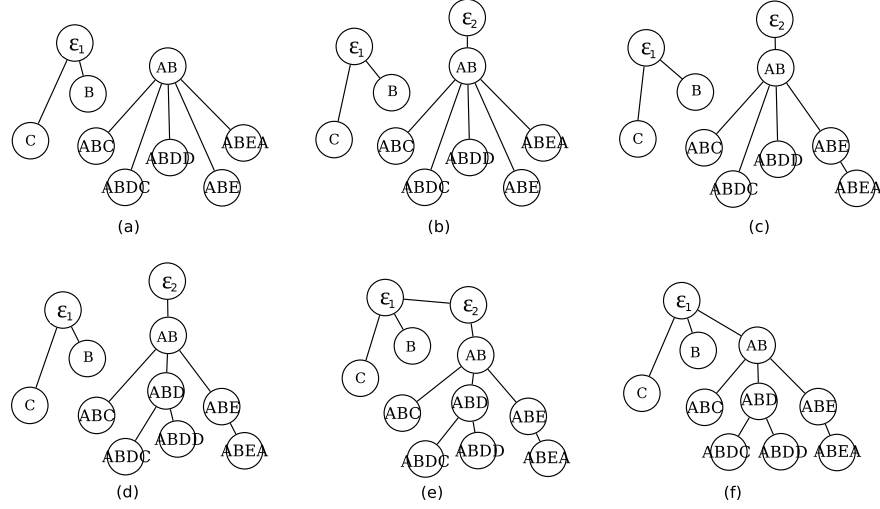 ε1 AB B C ABC ABDC ABDD ABE ABEA
(a)
ε2 ε1 AB B C ABC ABDC ABDD ABE ABEA
(b)
ε2 ε1 AB B C ABC ABDC ABDD ABE ABEA
(c)
ε2 ε1 AB B C ABC ABD ABE ABDC ABDD ABEA
(d)
ε1 ε2 B AB C ABC ABD ABE ABDC ABDD ABEA
(e)
ε1 B AB C ABC ABD ABE ABDC ABDD ABEA
(f)